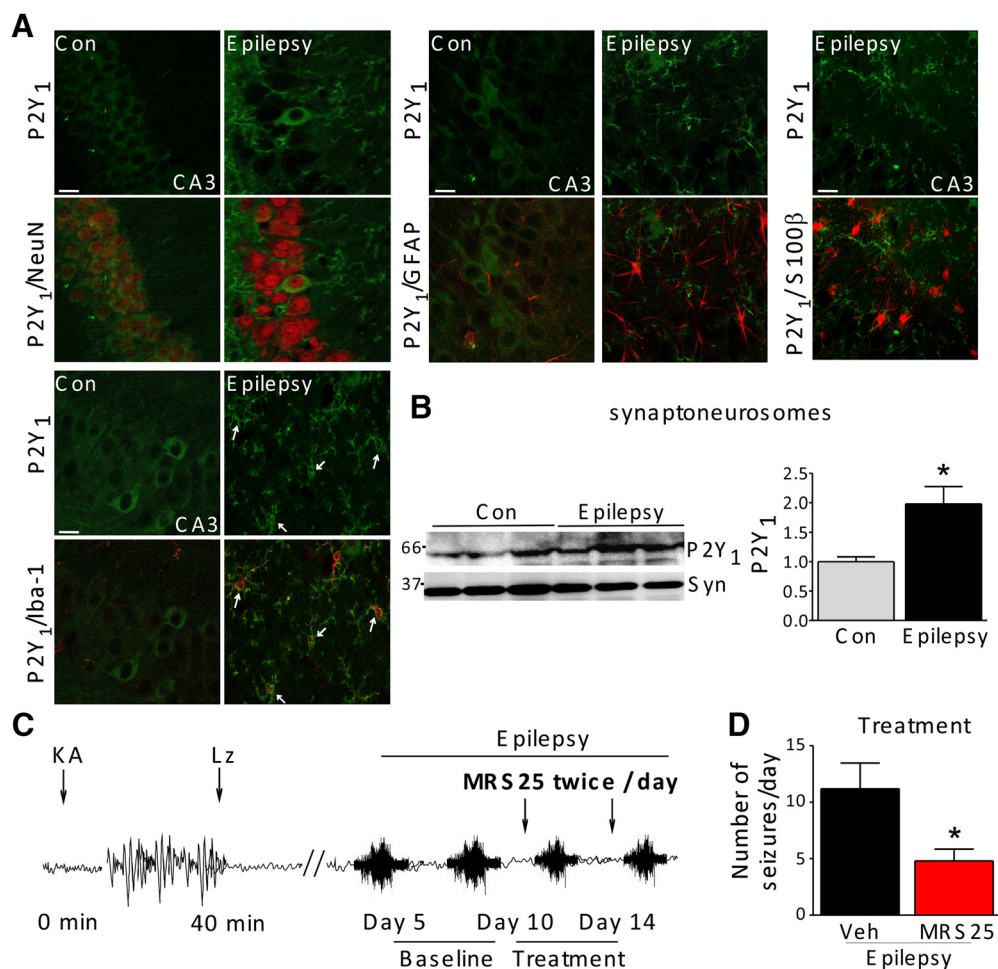 A
Con
Epilepsy
P2Y1
CA3
P2Y1/NeuN
Con
Epilepsy
P2Y1
CA3
P2Y1/GFAP
Epilepsy
P2Y1
CA3
P2Y1/S100β
Con
Epilepsy
P2Y1
CA3
P2Y1/Iba-1
B
synaptoneurosomes
Con Epilepsy
66 P2Y1
37 Syn
P2Y1
2.5
2.0
1.5
1.0
0.5
0.0
*
Con Epilepsy
C
KA
Lz
Epilepsy
MRS25 twice /day
0 min
40 min
Day 5
Day 10
Day 14
Baseline
Treatment
D
Treatment
Number of
seizures/day
15
10
5
0
*
Veh MRS25
Epilepsy